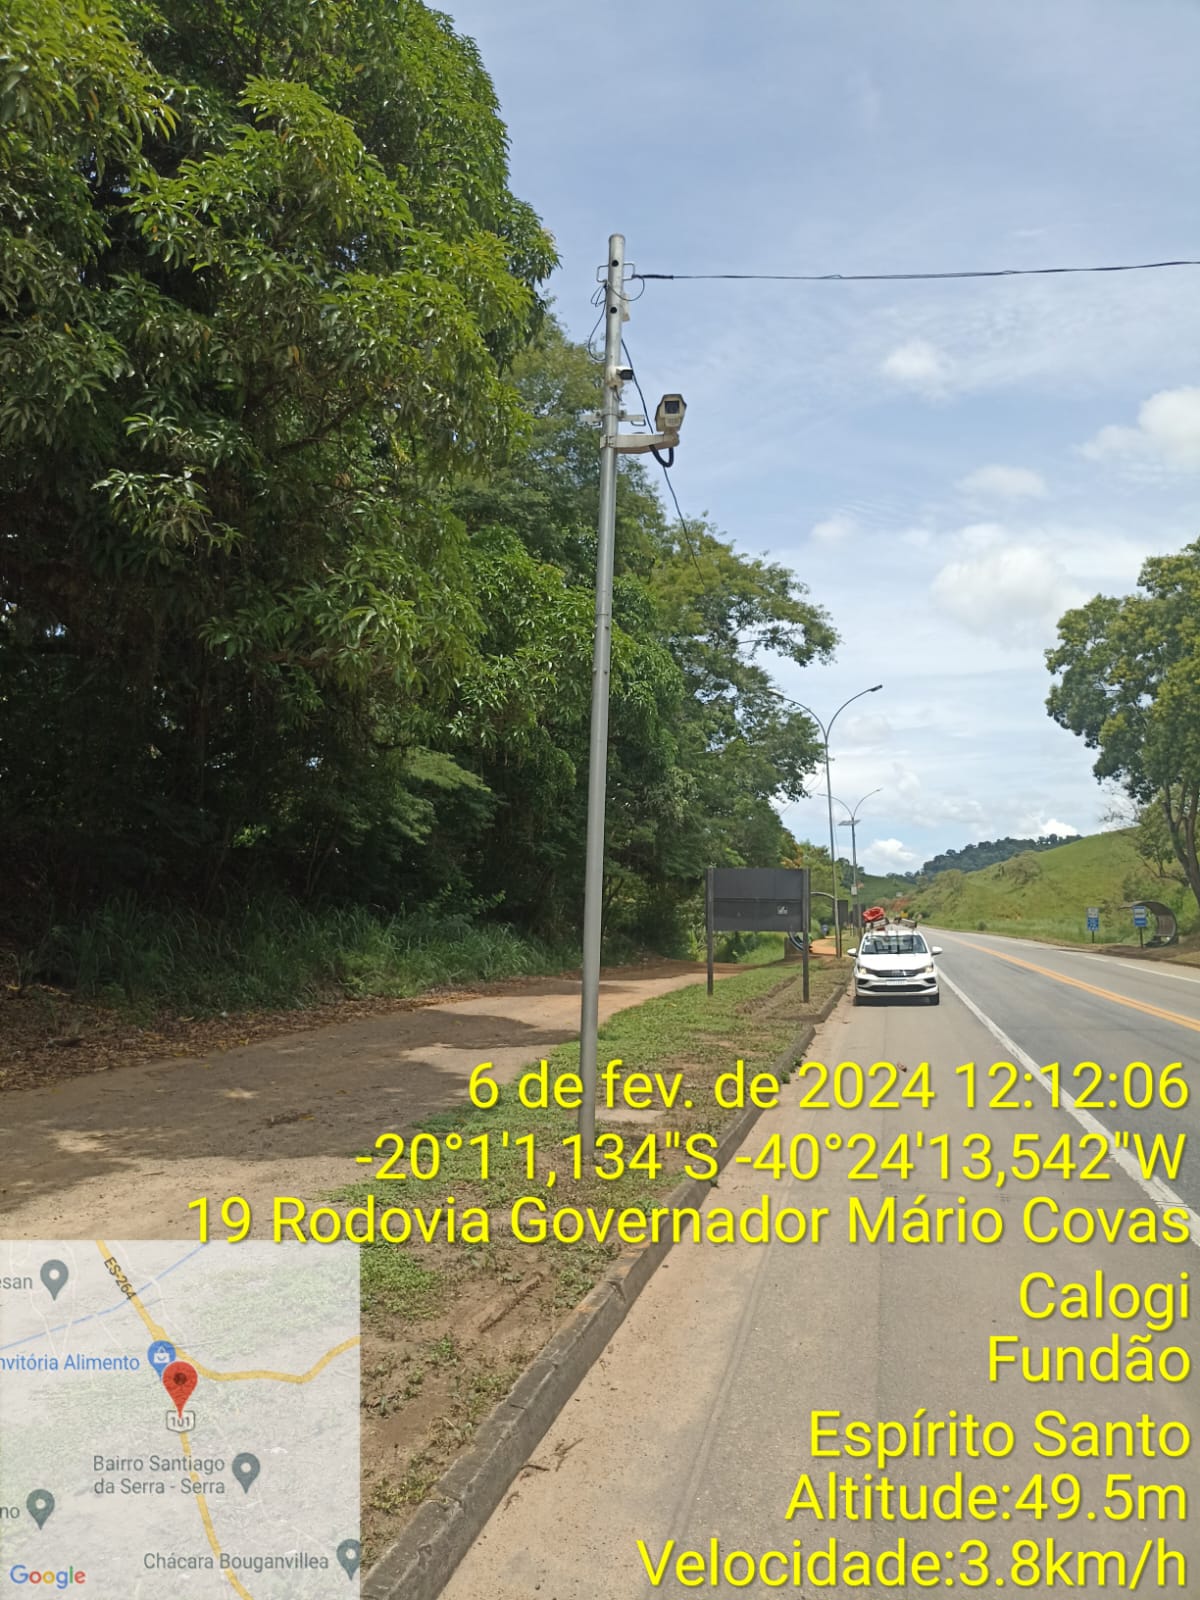 6 de fev. de 2024 12:12:06
-20°1'1,134"S -40°24'13,542"W
19 Rodovia Governador Mário Covas
Calogi
Fundão
Espírito Santo
Altitude:49.5m
Velocidade:3.8km/h
ES-264
esan
nvitória Alimento
101
Bairro Santiago
da Serra - Serra
no
Chácara Bouganvillea
Google